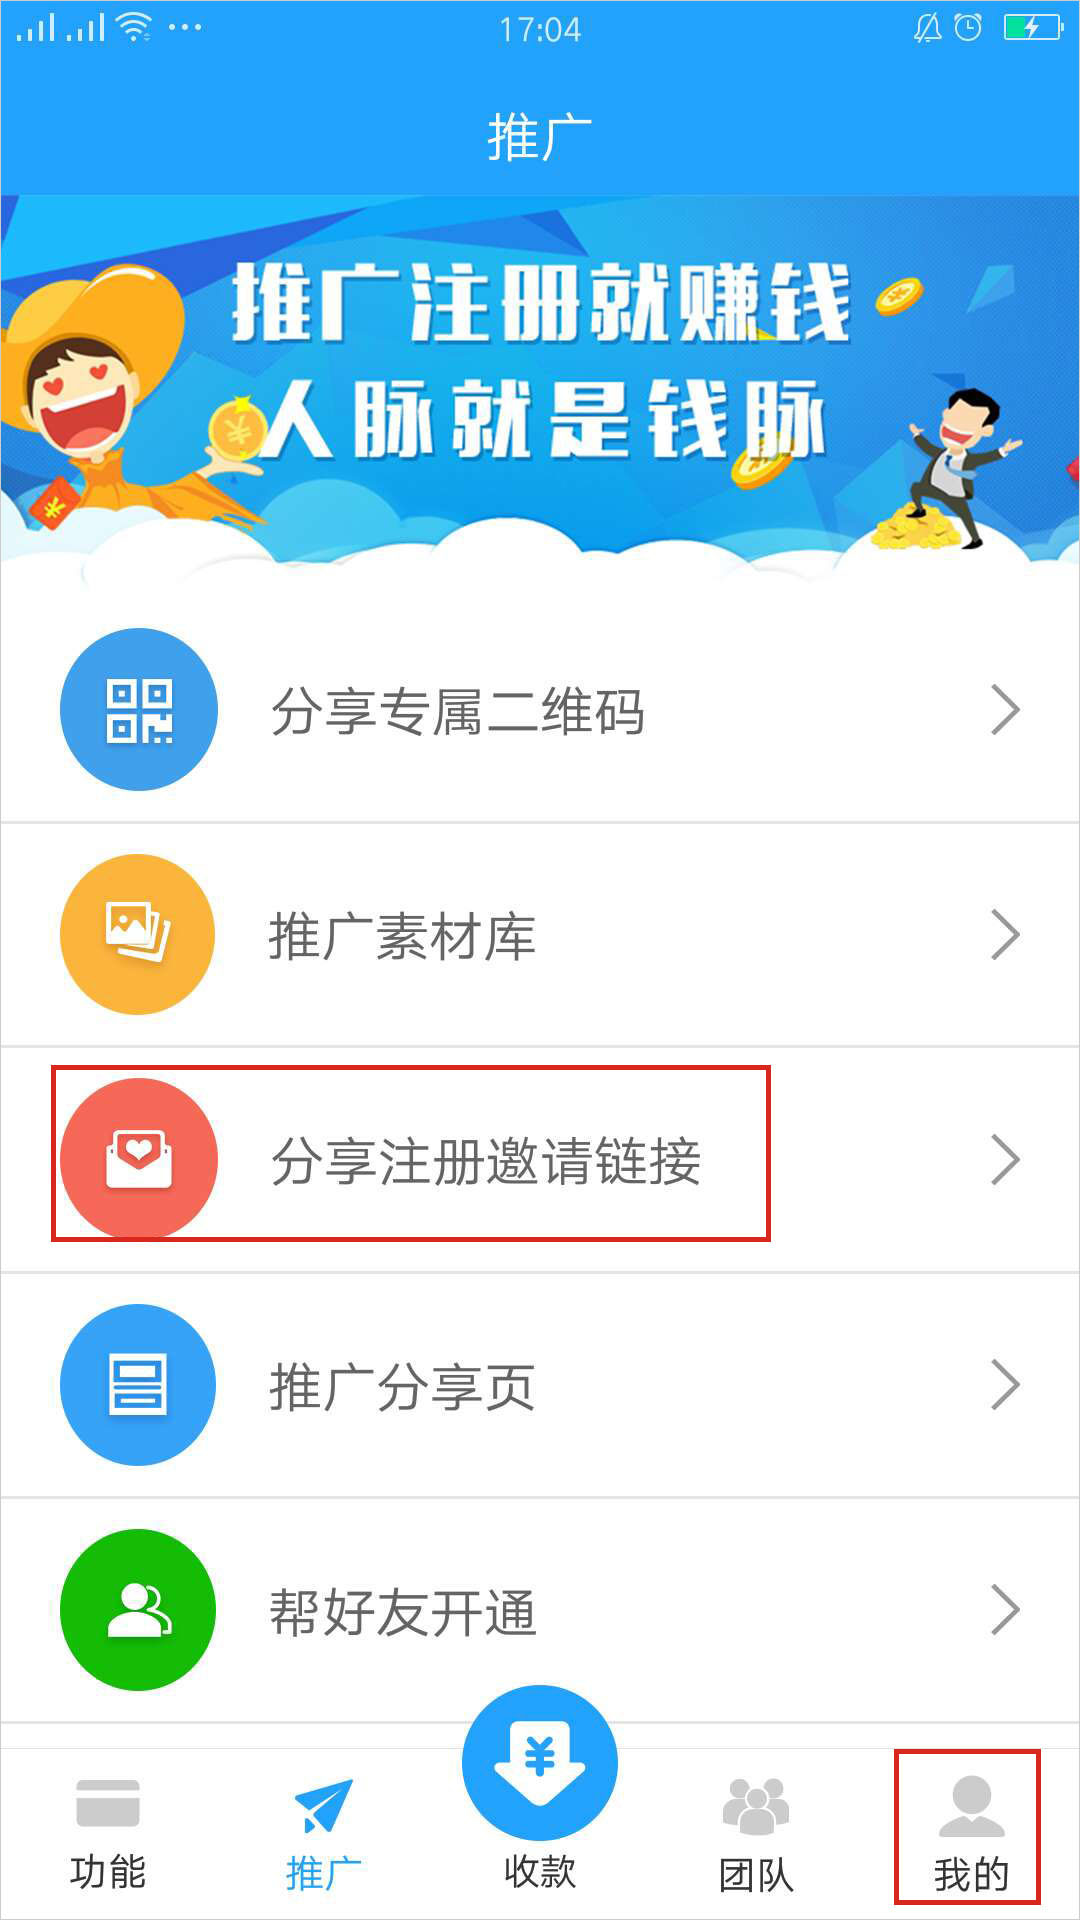 17:04
推广
推广注册就赚钱
人脉就是钱脉
分享专属二维码
推广素材库
分享注册邀请链接
推广分享页
帮好友开通
功能
推广
收款
团队
我的